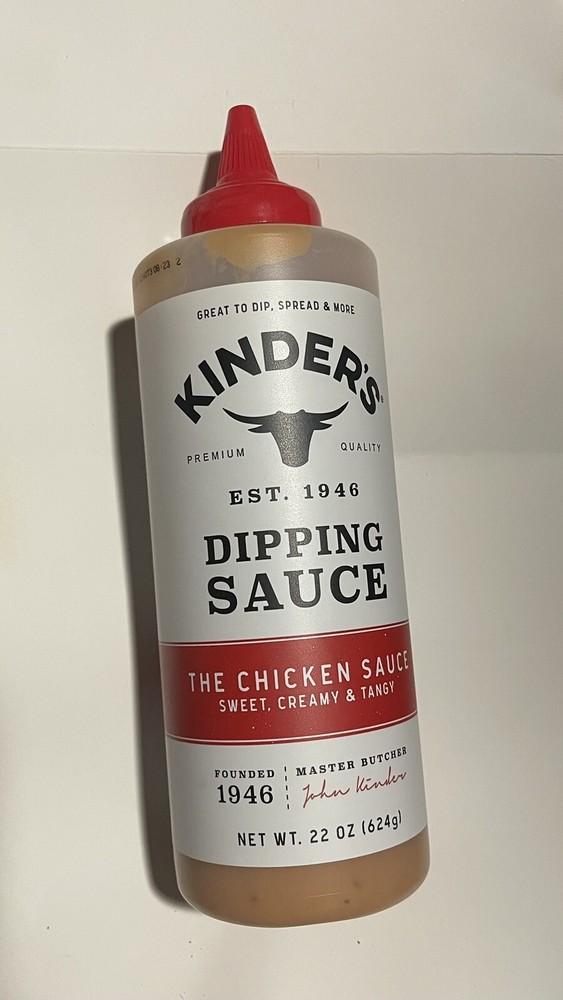 GREAT TO DIP, SPREAD & MORE
KINDER'S®
PREMIUM QUALITY
EST. 1946
DIPPING
SAUCE
THE CHICKEN SAUCE
SWEET, CREAMY & TANGY
FOUNDED
1946
MASTER BUTCHER
John Kinder
NET WT. 22 OZ (624g)